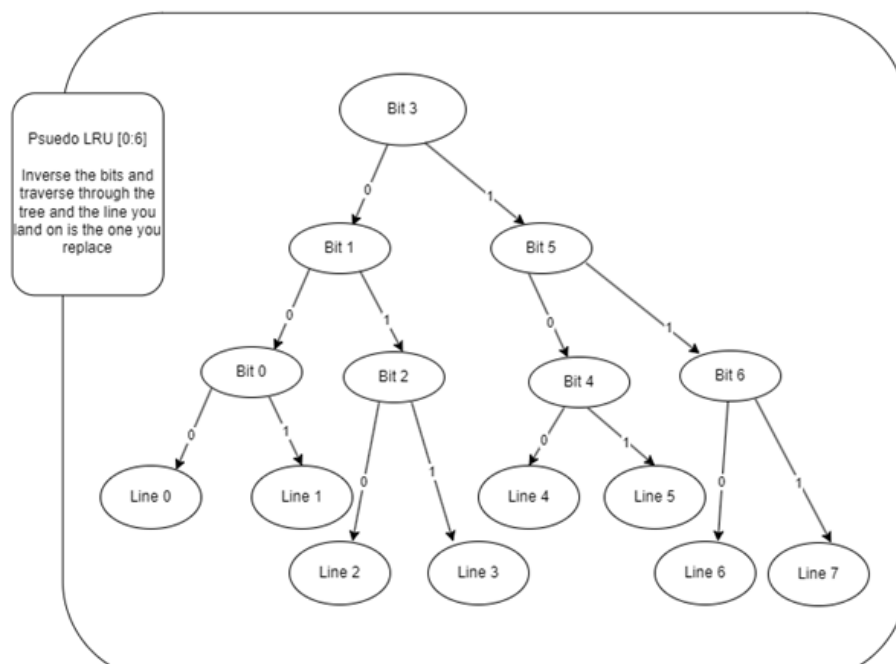 Bit 3
Psuedo LRU [0:6]
Inverse the bits and
traverse through the
tree and the line you
land on is the one you
replace
0
1
Bit 1
Bit 5
0
1
0
1
Bit 0
Bit 2
Bit 4
Bit 6
0
1
0
1
0
1
0
1
Line 0
Line 1
Line 4
Line 5
Line 2
Line 3
Line 6
Line 7